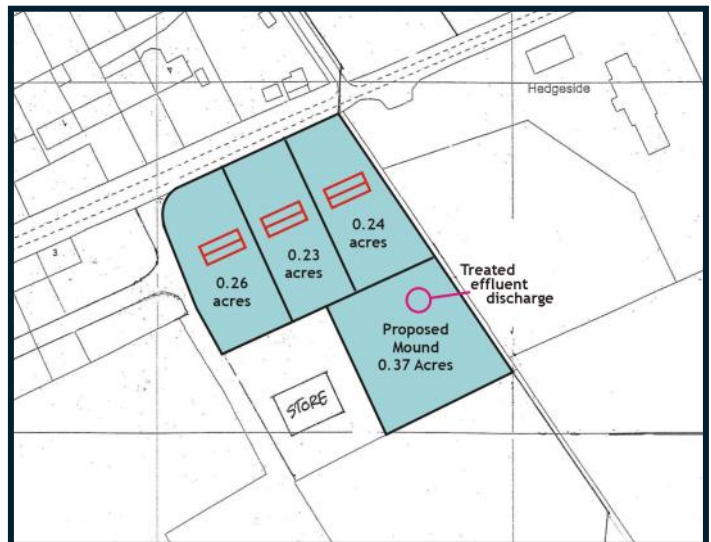 Hedgeside
0.24
acres
0.23
acres
0.26
acres
3
Treated
effluent
discharge
Proposed
Mound
0.37 Acres
STORE